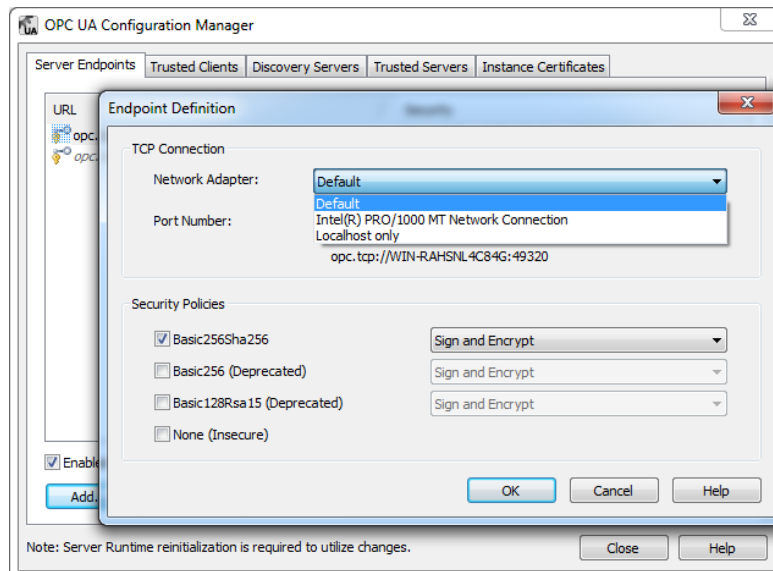 OPC UA Configuration Manager
Server Endpoints Trusted Clients Discovery Servers Trusted Servers Instance Certificates
URL
Security
opc.
opc.
Endpoint Definition
TCP Connection
Network Adapter: Default
Default
Port Number: Intel(R) PRO/1000 MT Network Connection
Localhost only
opc.tcp://WIN-RAHSNL4C84G:49320
Security Policies
Basic256Sha256 Sign and Encrypt
Basic256 (Deprecated) Sign and Encrypt
Basic128Rsa15 (Deprecated) Sign and Encrypt
None (Insecure)
Enable
Add.
OK Cancel Help
Note: Server Runtime reinitialization is required to utilize changes.
Close Help